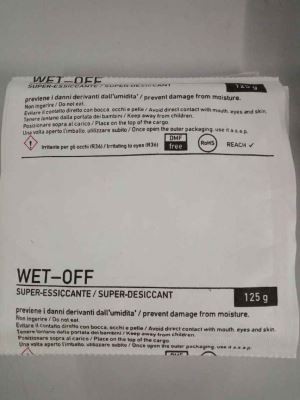 WET-OFF
SUPER-ESSICCANTE / SUPER-DESICCANT
125 g
previene i danni derivanti dall'umidita' / prevent damage from moisture.
Non ingerire / Do not eat.
Evitare il contatto diretto con bocca, occhi e pelle / Avoid direct contact with mouth, eyes and skin.
Tenere lontano dalla portata dei bambini / Keep away from children.
Posizionare sopra al carico / Place on the top of the cargo.
Una volta aperto l'imballo, utilizzare subito / Once open the outer packaging, use it a.s.a.p.
Irritante per gli occhi (R36) / Irritating to eyes (R36)
DMF
free
RoHS
REACH ✓
WET-OFF
SUPER-ESSICCANTE / SUPER-DESICCANT
125 g
previene i danni derivanti dall'umidita' / prevent damage from moisture.
Non ingerire / Do not eat.
Evitare il contatto diretto con bocca, occhi e pelle / Avoid direct contact with mouth, eyes and skin.
Tenere lontano dalla portata dei bambini / Keep away from children.
Posizionare sopra al carico / Place on the top of the cargo.
Una volta aperto l'imballo, utilizzare subito / Once open the outer packaging, use it a.s.a.p.
DMF